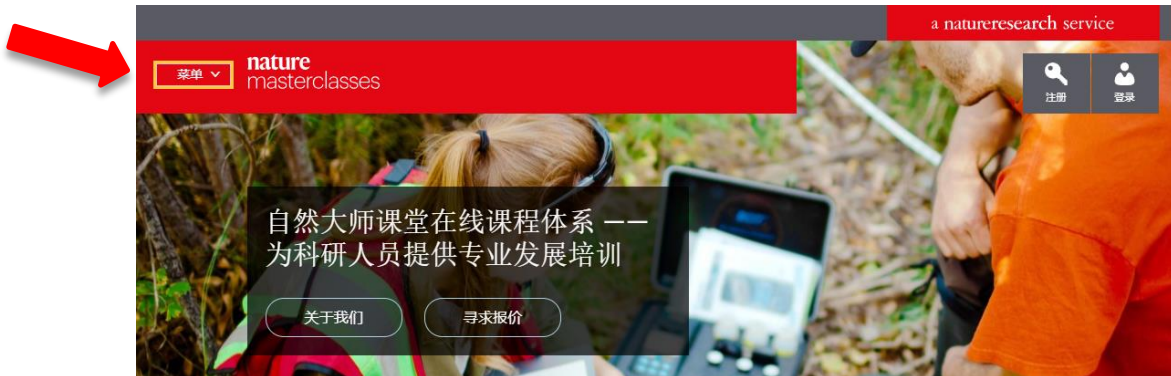 a natureresearch service
菜单
nature
masterclasses
注册
登录
自然大师课堂在线课程体系 ——
为科研人员提供专业发展培训
关于我们
寻求报价